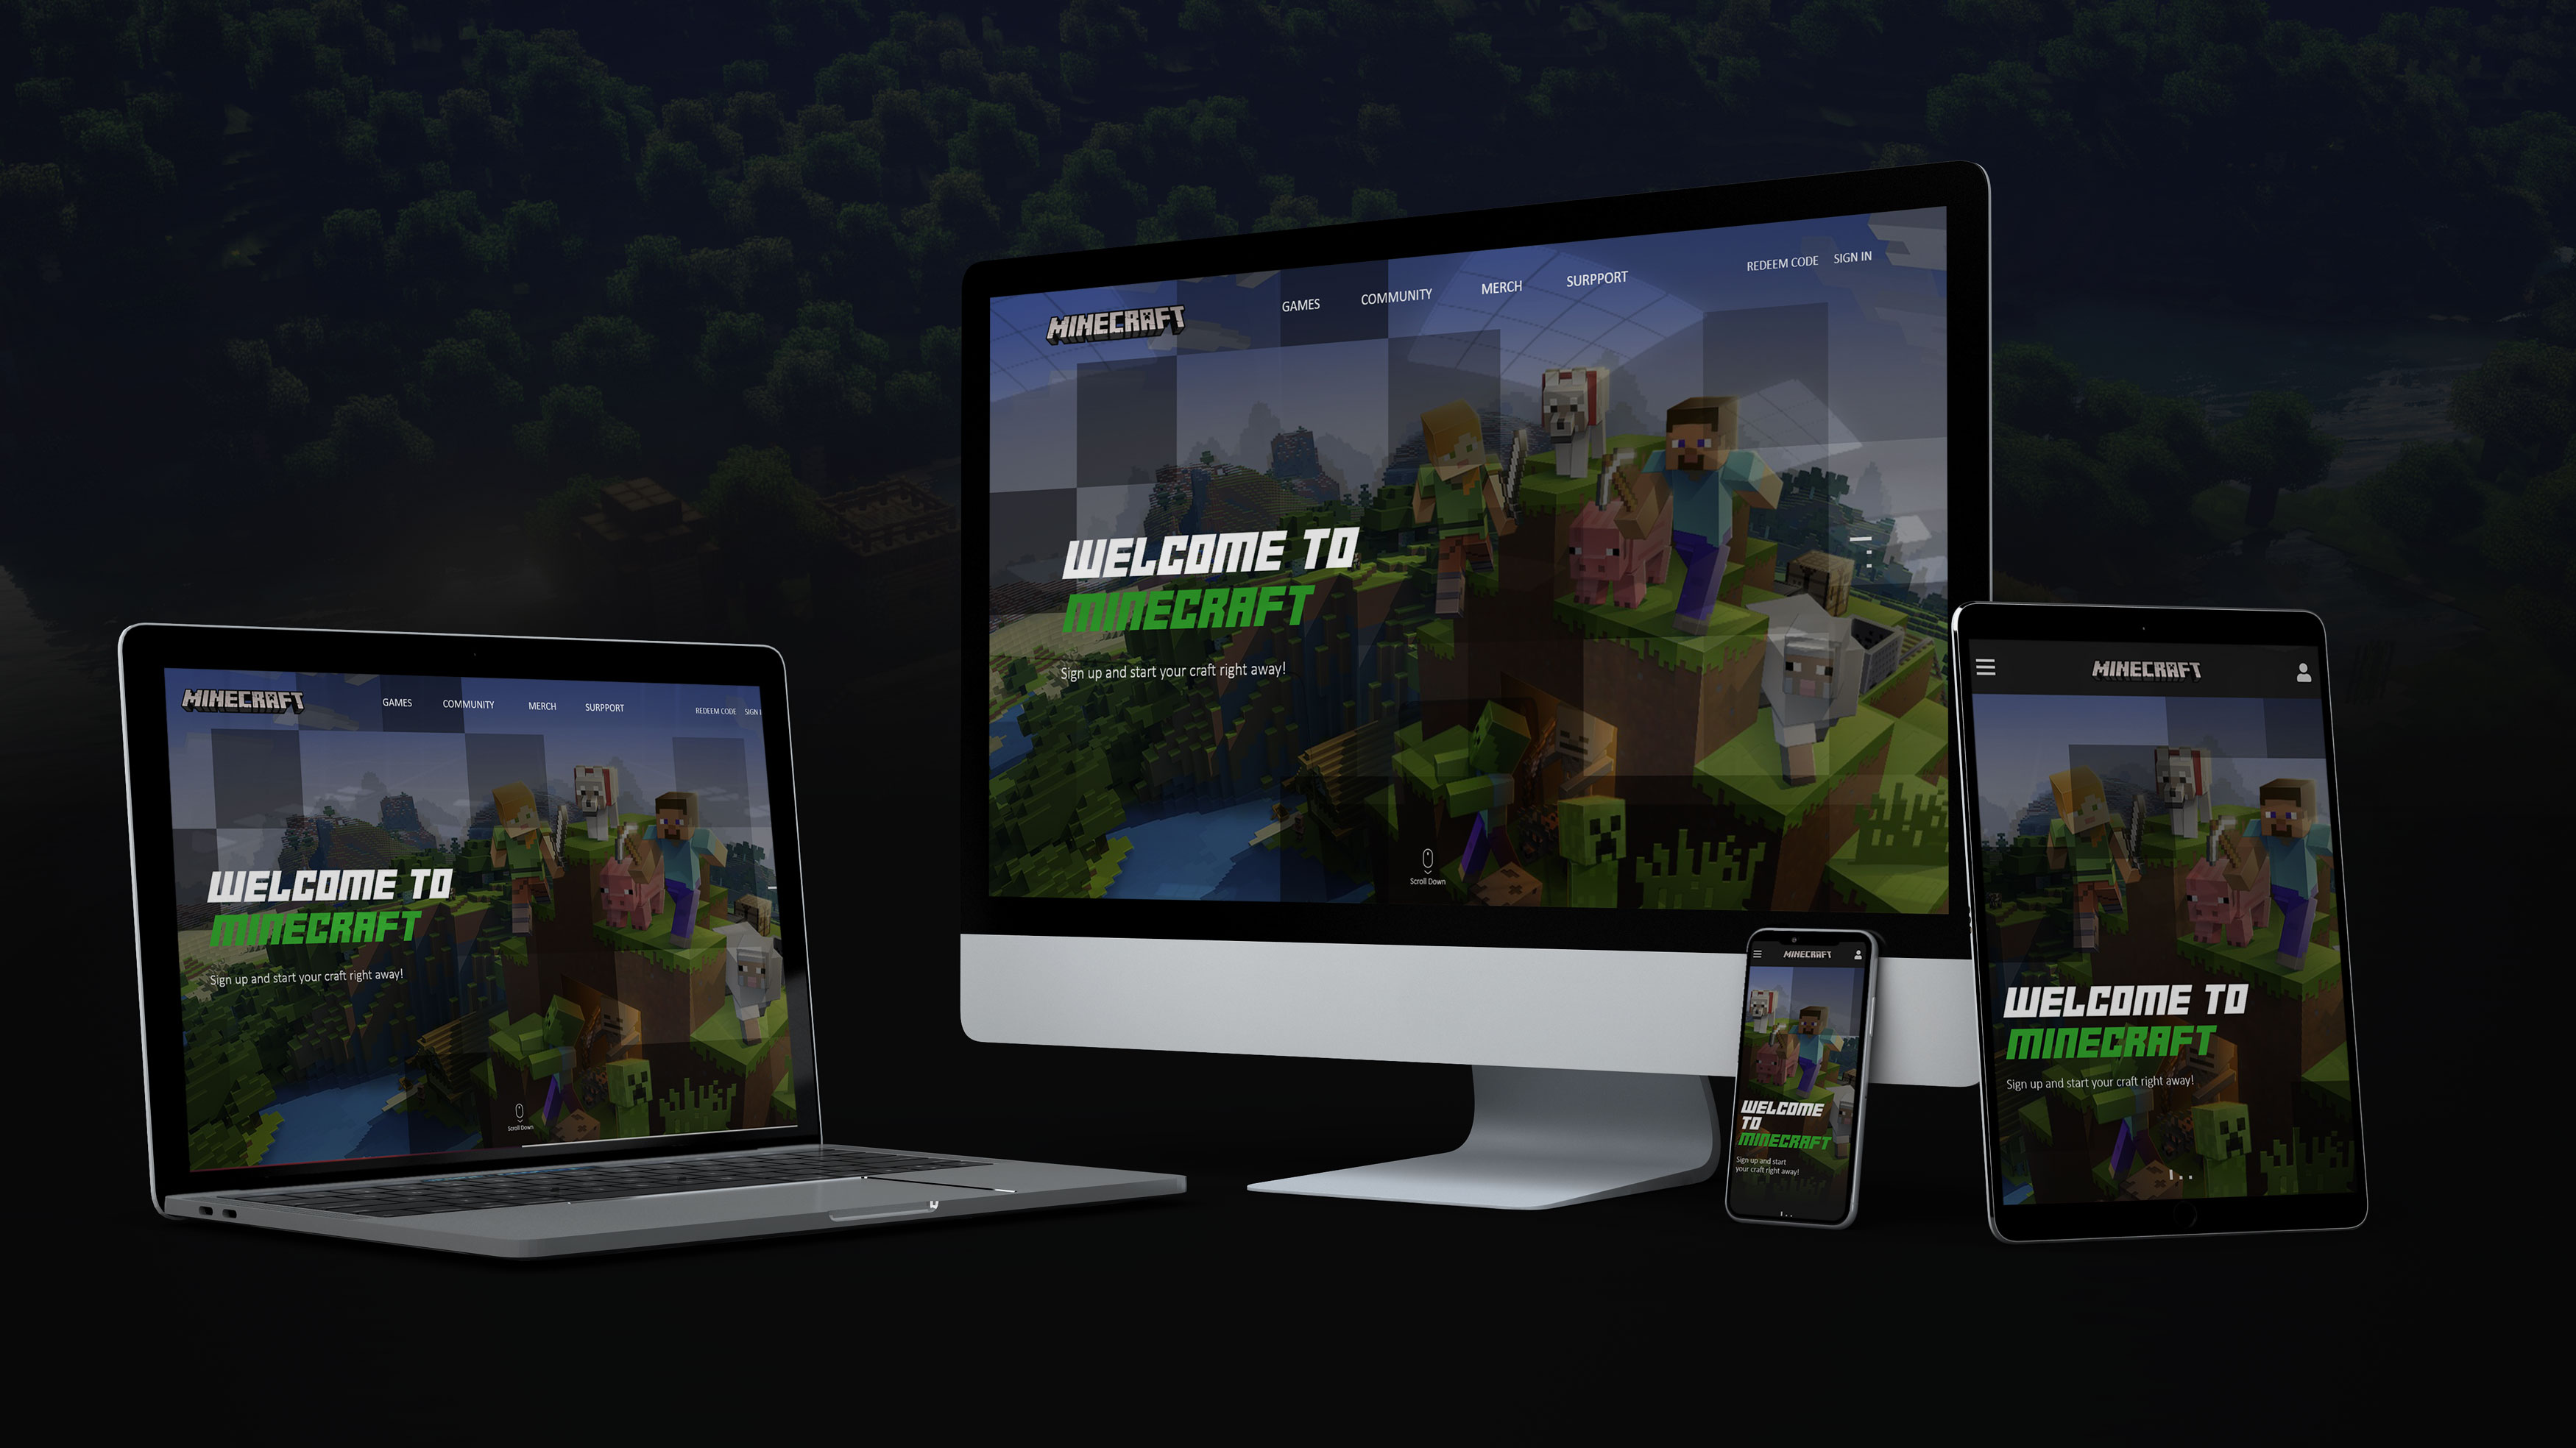 MINECRAFT
GAMES COMMUNITY MERCH SURPPORT
REDEEM CODE SIGN IN
WELCOME TO
MINECRAFT
Sign up and start your craft right away!
Scroll Down
MINECRAFT
GAMES COMMUNITY MERCH SURPPORT
REDEEM CODE SIGN I
WELCOME TO
MINECRAFT
Sign up and start your craft right away!
Scroll Down
MINECRAFT
WELCOME
TO
MINECRAFT
Sign up and start
your craft right away!
MINECRAFT
WELCOME TO
MINECRAFT
Sign up and start your craft right away!